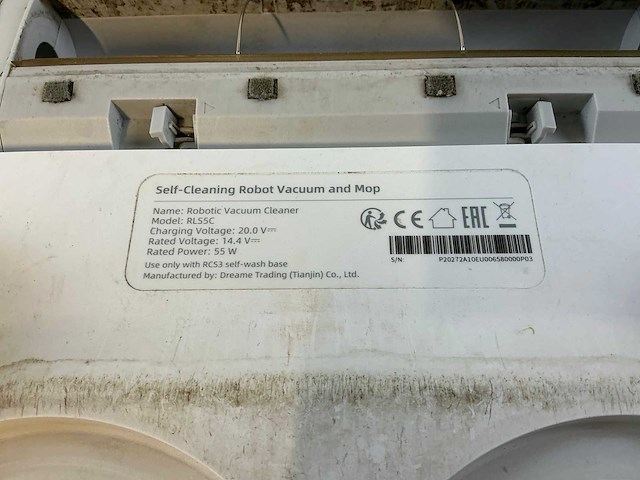 Self-Cleaning Robot Vacuum and Mop
Name: Robotic Vacuum Cleaner
Model: RLS5C
Charging Voltage: 20.0 V⎓
Rated Voltage: 14.4 V⎓
Rated Power: 55 W
Use only with RCS3 self-wash base
Manufactured by: Dreame Trading (Tianjin) Co., Ltd.
CE EAC
S/N: P20272A10EU006580000P03